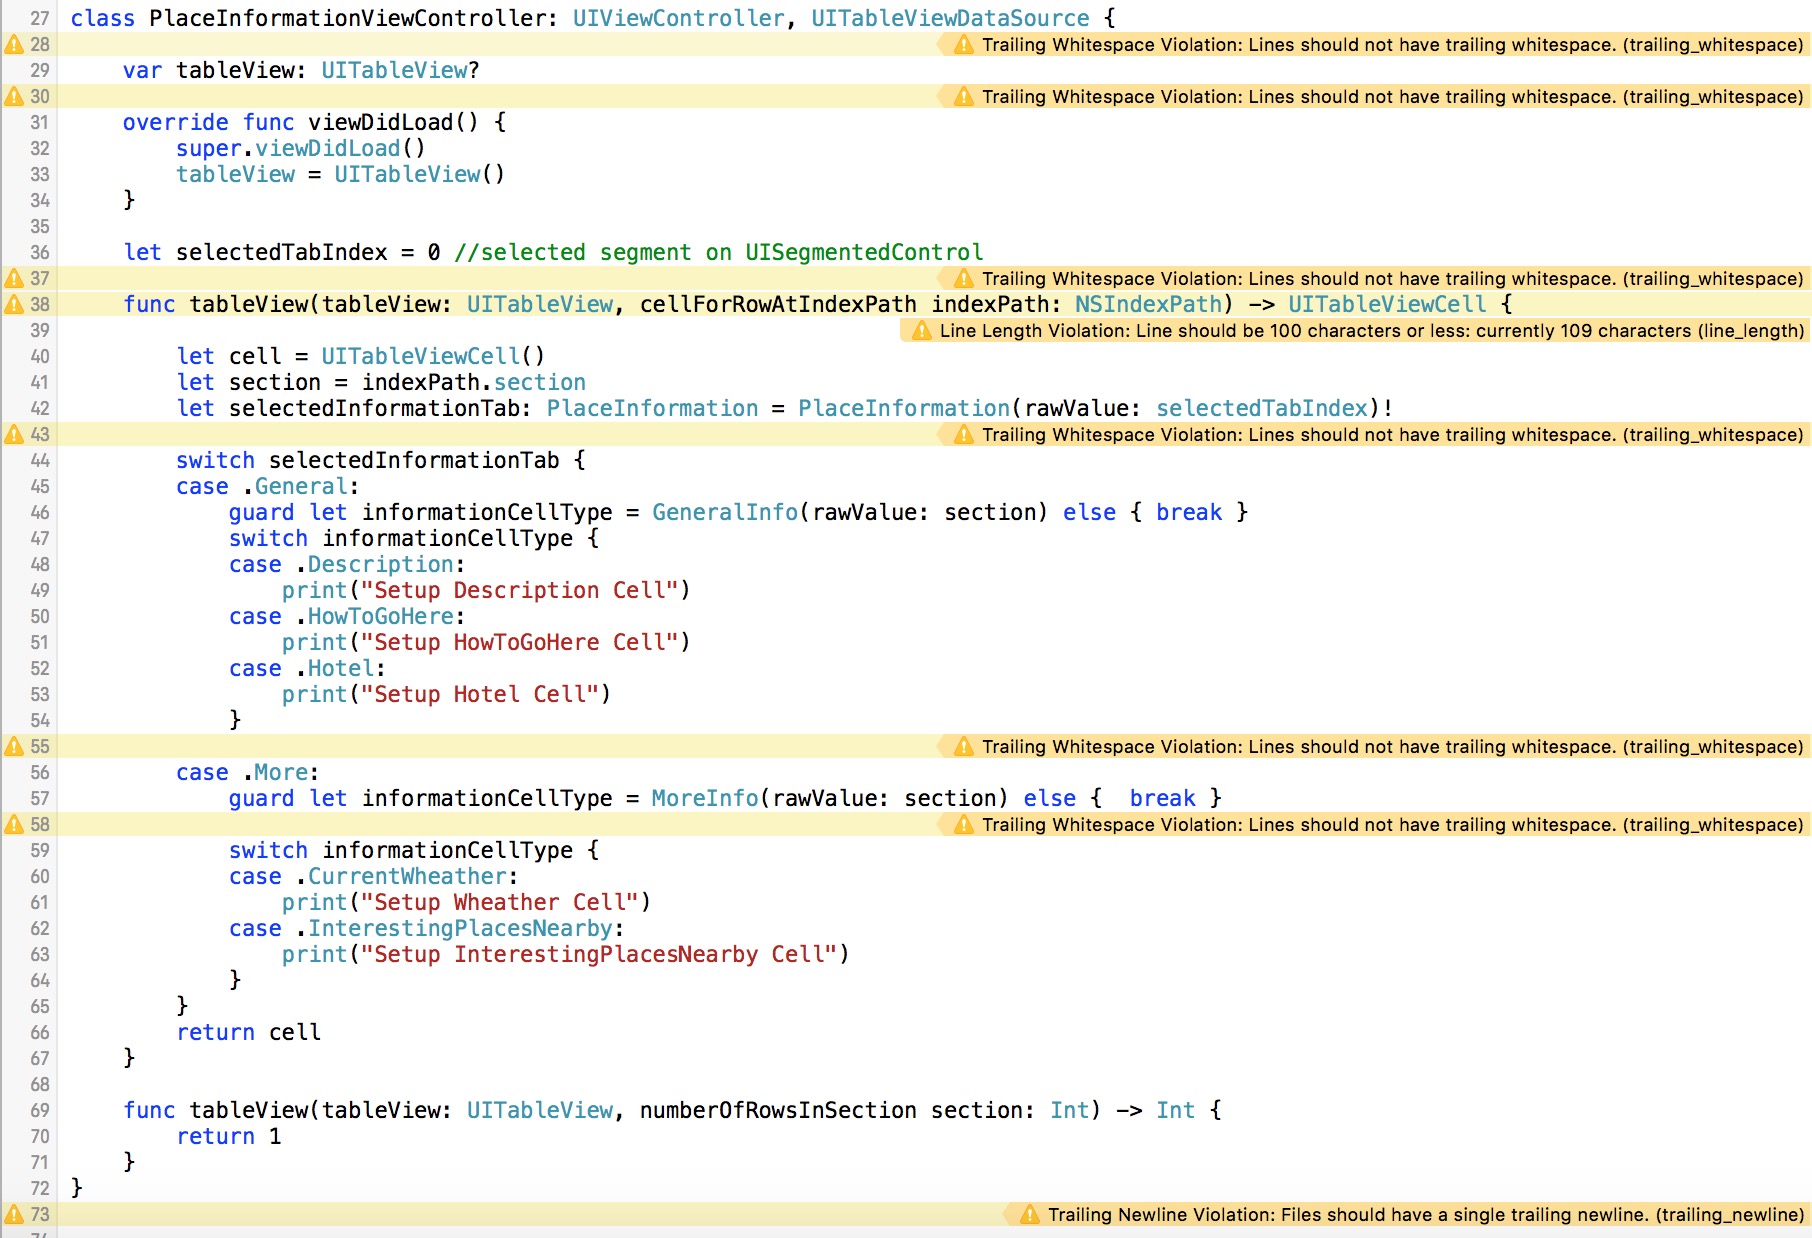 27 class PlaceInformationViewController: UIViewController, UITableViewDataSource {
28 Trailing Whitespace Violation: Lines should not have trailing whitespace. (trailing_whitespace)
29     var tableView: UITableView?
30 Trailing Whitespace Violation: Lines should not have trailing whitespace. (trailing_whitespace)
31     override func viewDidLoad() {
32         super.viewDidLoad()
33         tableView = UITableView()
34     }
35
36     let selectedTabIndex = 0 //selected segment on UISegmentedControl
37 Trailing Whitespace Violation: Lines should not have trailing whitespace. (trailing_whitespace)
38     func tableView(tableView: UITableView, cellForRowAtIndexPath indexPath: NSIndexPath) -> UITableViewCell {
39 Line Length Violation: Line should be 100 characters or less: currently 109 characters (line_length)
40         let cell = UITableViewCell()
41         let section = indexPath.section
42         let selectedInformationTab: PlaceInformation = PlaceInformation(rawValue: selectedTabIndex)!
43 Trailing Whitespace Violation: Lines should not have trailing whitespace. (trailing_whitespace)
44         switch selectedInformationTab {
45         case .General:
46             guard let informationCellType = GeneralInfo(rawValue: section) else { break }
47             switch informationCellType {
48             case .Description:
49                 print("Setup Description Cell")
50             case .HowToGoHere:
51                 print("Setup HowToGoHere Cell")
52             case .Hotel:
53                 print("Setup Hotel Cell")
54             }
55 Trailing Whitespace Violation: Lines should not have trailing whitespace. (trailing_whitespace)
56         case .More:
57             guard let informationCellType = MoreInfo(rawValue: section) else {  break }
58 Trailing Whitespace Violation: Lines should not have trailing whitespace. (trailing_whitespace)
59             switch informationCellType {
60             case .CurrentWheather:
61                 print("Setup Wheather Cell")
62             case .InterestingPlacesNearby:
63                 print("Setup InterestingPlacesNearby Cell")
64             }
65         }
66         return cell
67     }
68
69     func tableView(tableView: UITableView, numberOfRowsInSection section: Int) -> Int {
70         return 1
71     }
72 }
73 Trailing Newline Violation: Files should have a single trailing newline. (trailing_newline)